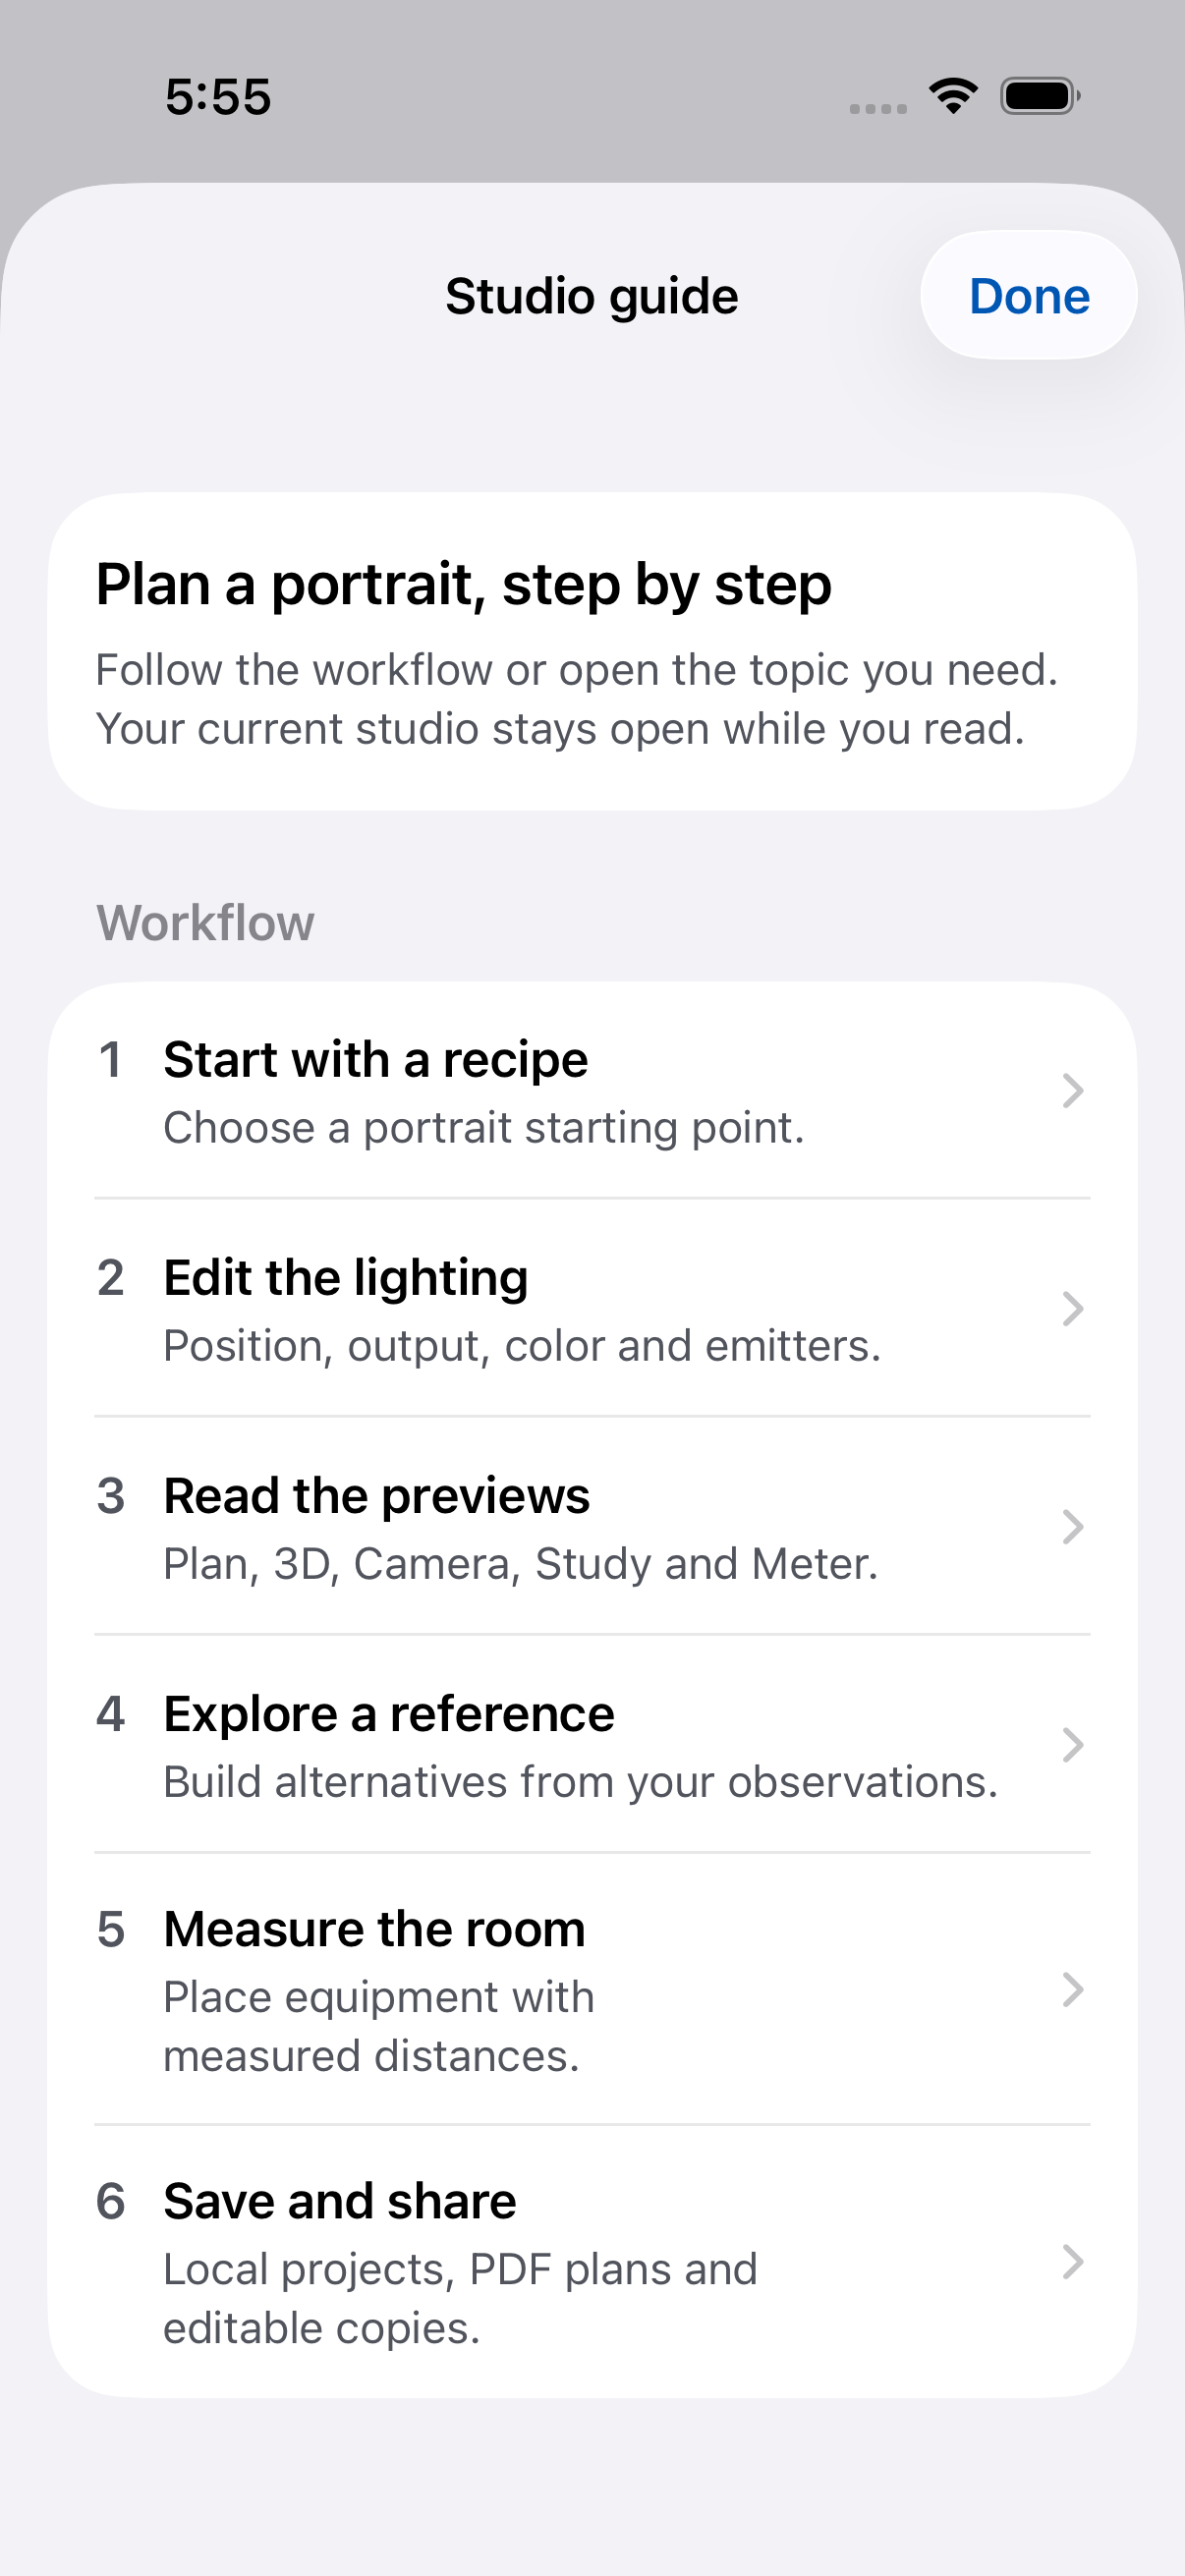 5:55
Studio guide
Done
Plan a portrait, step by step
Follow the workflow or open the topic you need.
Your current studio stays open while you read.
Workflow
1 Start with a recipe
Choose a portrait starting point.
2 Edit the lighting
Position, output, color and emitters.
3 Read the previews
Plan, 3D, Camera, Study and Meter.
4 Explore a reference
Build alternatives from your observations.
5 Measure the room
Place equipment with
measured distances.
6 Save and share
Local projects, PDF plans and
editable copies.